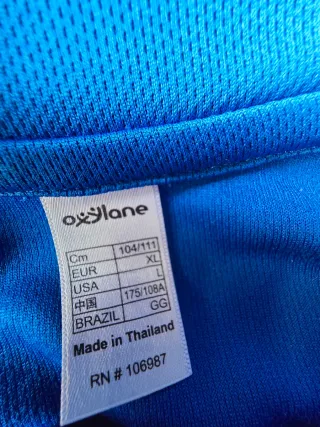 oxylane
Cm 104/111
EUR XL
USA L
中国 175/108A
BRAZIL GG
Made in Thailand
RN # 106987